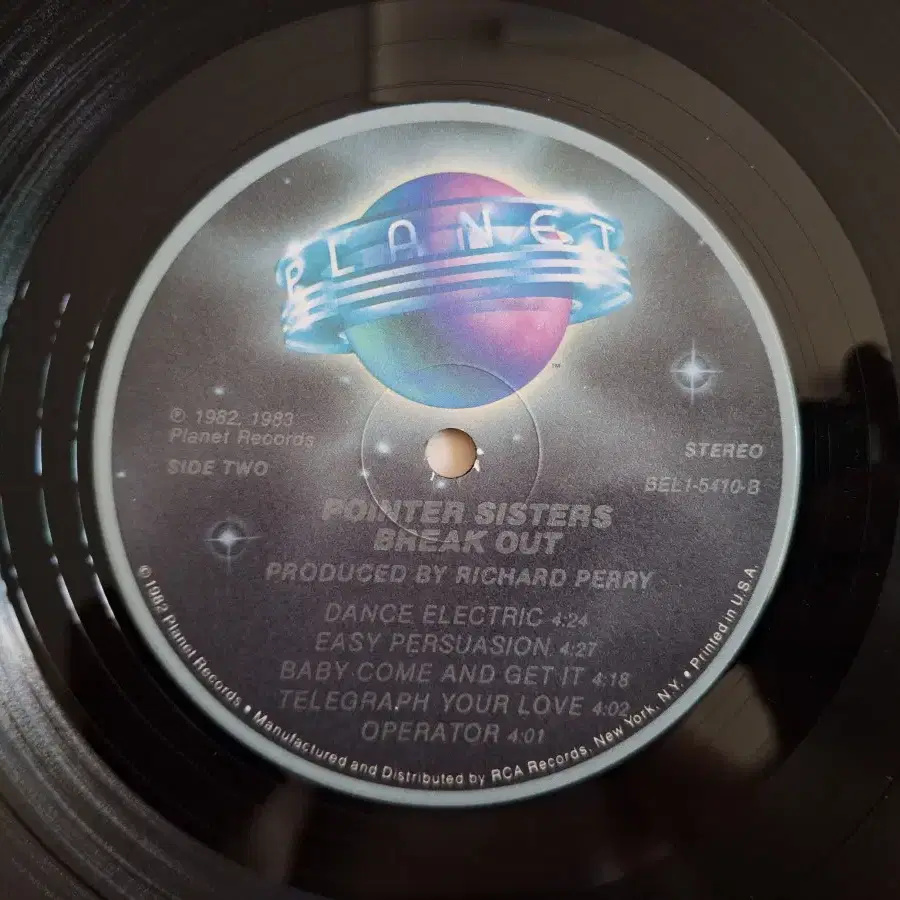 PLANET
™
℗ 1982, 1983
Planet Records
SIDE TWO
STEREO
BEL1-5410-B
POINTER SISTERS
BREAK OUT
PRODUCED BY RICHARD PERRY
DANCE ELECTRIC 4:24
EASY PERSUASION 4:27
BABY COME AND GET IT 4:18
TELEGRAPH YOUR LOVE 4:02
OPERATOR 4:01
© 1982 Planet Records • Manufactured and Distributed by RCA Records, New York, N.Y. • Printed in U.S.A.